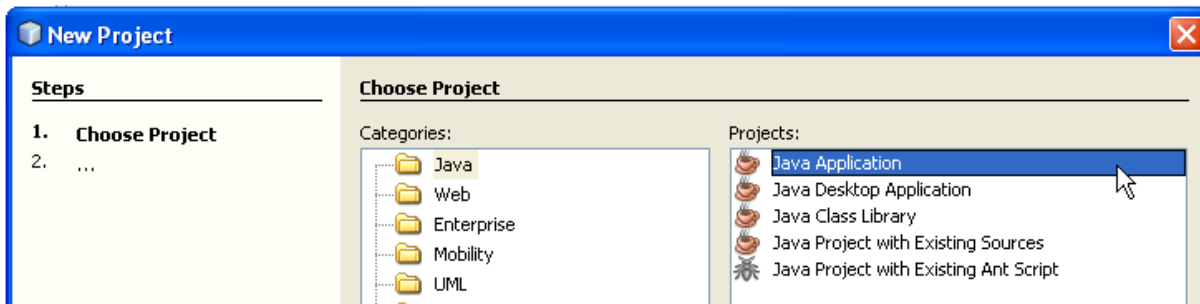 New Project
Steps
1. Choose Project
2. ...
Choose Project
Categories:
Java
Web
Enterprise
Mobility
UML
Projects:
Java Application
Java Desktop Application
Java Class Library
Java Project with Existing Sources
Java Project with Existing Ant Script